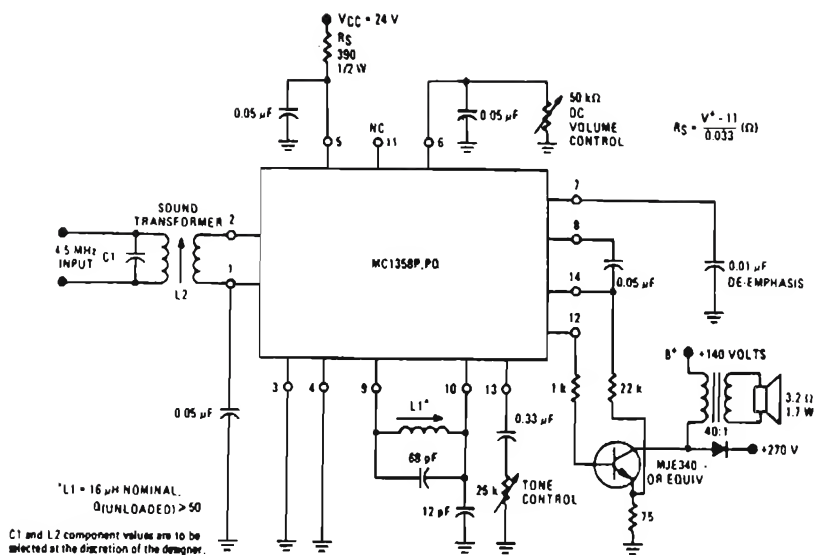 VCC = 24 V
RS
390
1/2 W
0.05 µF
5
NC
11
6
0.05 µF
50 kΩ
DC
VOLUME
CONTROL
RS = V+ - 11 / 0.033 (Ω)
SOUND
TRANSFORMER
2
4.5 MHz
INPUT
C1
L2
1
MC1358P,PQ
7
8
14
12
0.05 µF
0.01 µF
DE-EMPHASIS
0.05 µF
3
4
9
10
13
L1*
68 pF
12 pF
0.33 µF
25 k
TONE
CONTROL
1 k
22 k
B+
+140 VOLTS
3.2 Ω
1.7 W
40:1
+270 V
MJE340
OR EQUIV
75
*L1 = 16 µH NOMINAL,
Q(UNLOADED) > 50
C1 and L2 component values are to be
selected at the discretion of the designer.